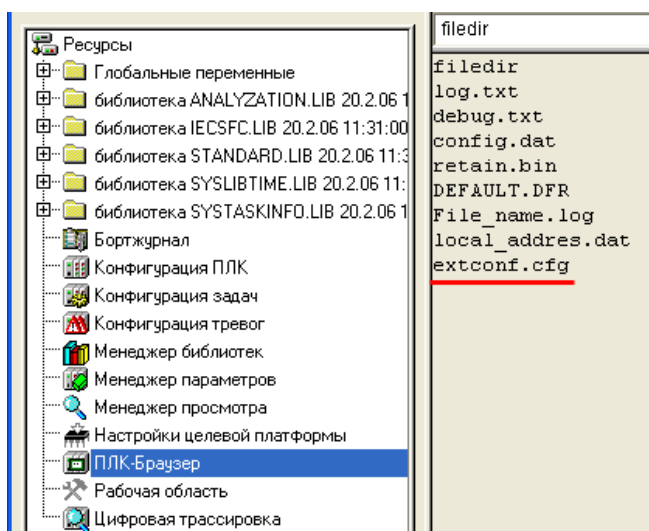 Ресурсы
Глобальные переменные
библиотека ANALYZATION.LIB 20.2.06 1
библиотека IECSFC.LIB 20.2.06 11:31:00
библиотека STANDARD.LIB 20.2.06 11:3
библиотека SYSLIBTIME.LIB 20.2.06 11:
библиотека SYSTASKINFO.LIB 20.2.06 1
Бортжурнал
Конфигурация ПЛК
Конфигурация задач
Конфигурация тревог
Менеджер библиотек
Менеджер параметров
Менеджер просмотра
Настройки целевой платформы
ПЛК-Браузер
Рабочая область
Цифровая трассировка
filedir
filedir
log.txt
debug.txt
config.dat
retain.bin
DEFAULT.DFR
File_name.log
local_addres.dat
extconf.cfg